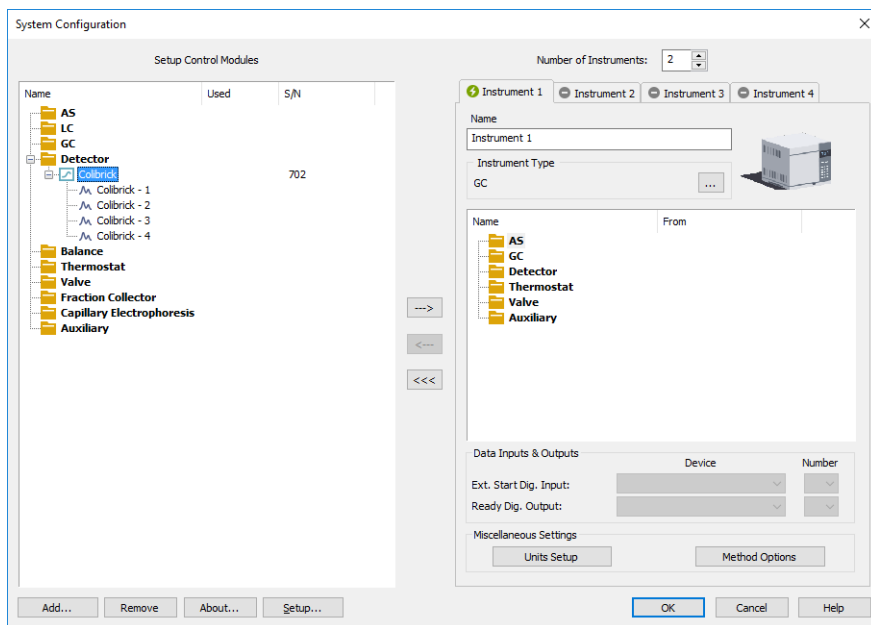 System Configuration
Setup Control Modules
Number of Instruments: 2
Name Used S/N
AS
LC
GC
Detector
Colibrick 702
Colibrick - 1
Colibrick - 2
Colibrick - 3
Colibrick - 4
Balance
Thermostat
Valve
Fraction Collector
Capillary Electrophoresis
Auxiliary
--->
<---
<<<
Instrument 1 Instrument 2 Instrument 3 Instrument 4
Name
Instrument 1
Instrument Type
GC ...
Name From
AS
GC
Detector
Thermostat
Valve
Auxiliary
Data Inputs & Outputs
Device Number
Ext. Start Dig. Input:
Ready Dig. Output:
Miscellaneous Settings
Units Setup Method Options
Add... Remove About... Setup... OK Cancel Help